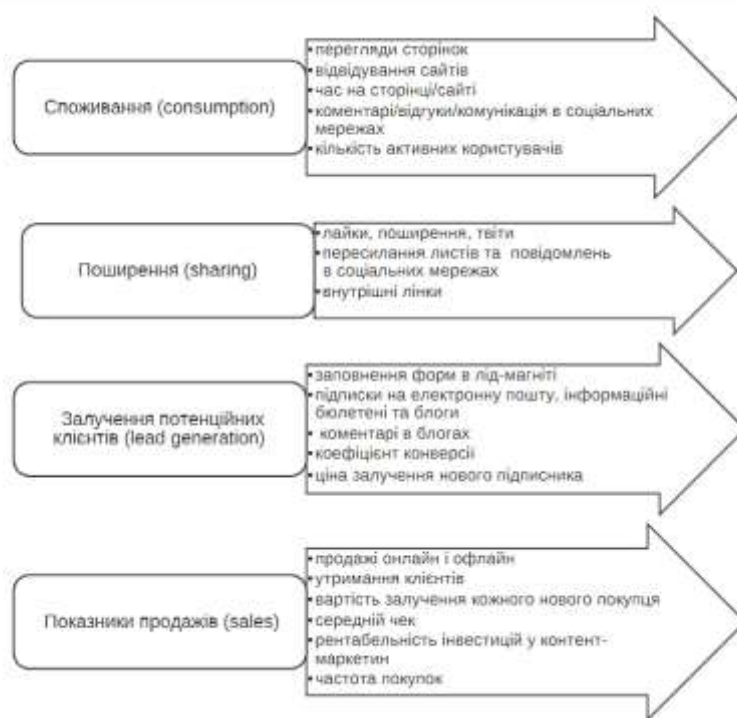 Споживання (consumption)
•перегляди сторінок
•відвідування сайтів
•час на сторінці/сайті
•коментарі/відгуки/комунікація в соціальних
мережах
•кількість активних користувачів
Поширення (sharing)
•лайки, поширення, твіти
•пересилання листів та повідомлень
в соціальних мережах
•внутрішні лінки
Залучення потенційних
клієнтів (lead generation)
•заповнення форм в лід-магніті
•підписки на електронну пошту, інформаційні
бюлетені та блоги
• коментарі в блогах
•коефіцієнт конверсії
•ціна залучення нового підписника
Показники продажів (sales)
•продажі онлайн і офлайн
•утримання клієнтів
•вартість залучення кожного нового покупця
•середній чек
•рентабельність інвестицій у контент-
маркетин
•частота покупок